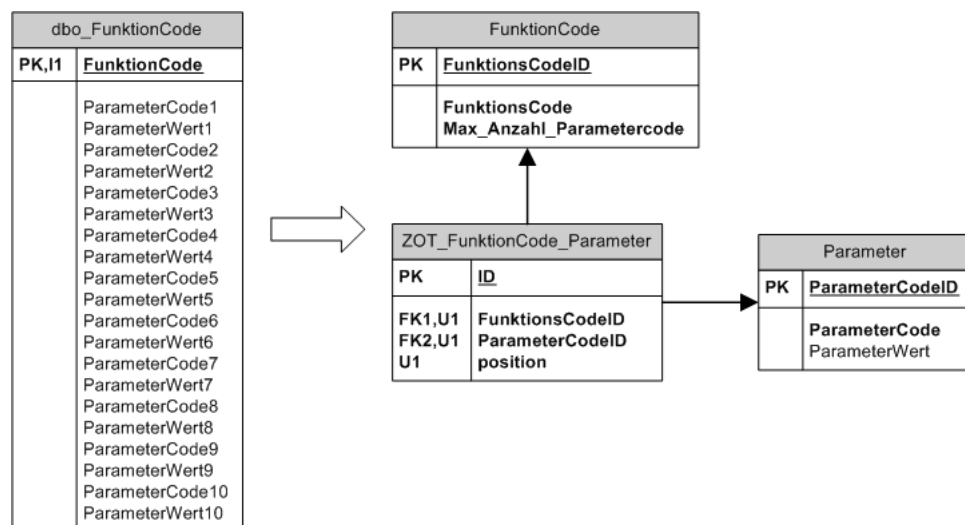 dbo_FunktionCode
PK,I1 FunktionCode
ParameterCode1
ParameterWert1
ParameterCode2
ParameterWert2
ParameterCode3
ParameterWert3
ParameterCode4
ParameterWert4
ParameterCode5
ParameterWert5
ParameterCode6
ParameterWert6
ParameterCode7
ParameterWert7
ParameterCode8
ParameterWert8
ParameterCode9
ParameterWert9
ParameterCode10
ParameterWert10
FunktionCode
PK FunktionsCodeID
FunktionsCode
Max_Anzahl_Parametercode
ZOT_FunktionCode_Parameter
PK ID
FK1,U1 FunktionsCodeID
FK2,U1 ParameterCodeID
U1 position
Parameter
PK ParameterCodeID
ParameterCode
ParameterWert